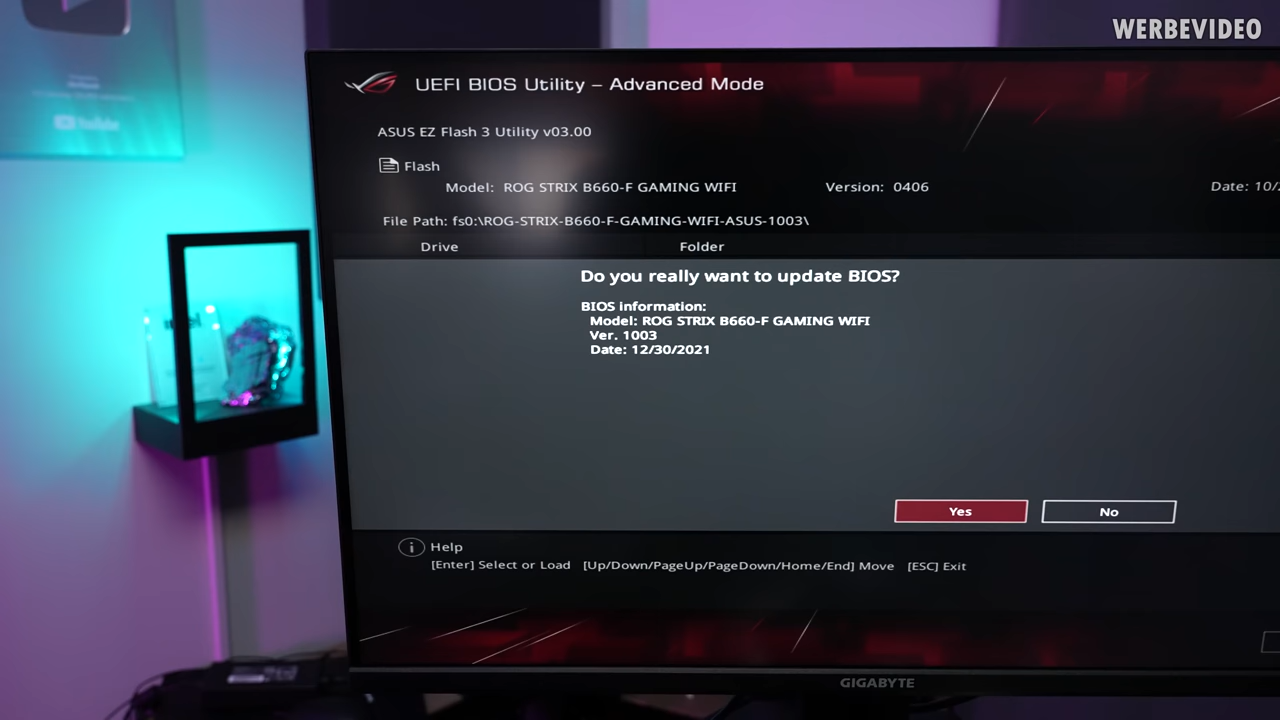 WERBEVIDEO
UEFI BIOS Utility – Advanced Mode
ASUS EZ Flash 3 Utility v03.00
Flash
Model: ROG STRIX B660-F GAMING WIFI Version: 0406 Date: 10/2
File Path: fs0:\ROG-STRIX-B660-F-GAMING-WIFI-ASUS-1003\
Drive Folder
Do you really want to update BIOS?
BIOS information:
Model: ROG STRIX B660-F GAMING WIFI
Ver. 1003
Date: 12/30/2021
Yes No
Help
[Enter] Select or Load [Up/Down/PageUp/PageDown/Home/End] Move [ESC] Exit
GIGABYTE
YouTube